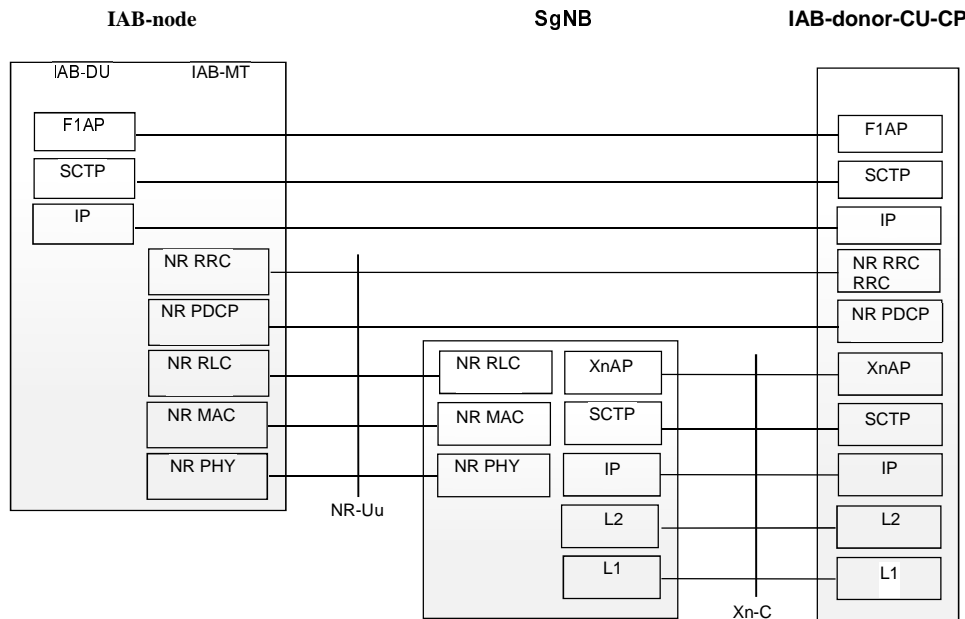 IAB-node
SgNB
IAB-donor-CU-CP
IAB-DU
IAB-MT
F1AP
F1AP
SCTP
SCTP
IP
IP
NR RRC
NR RRC
RRC
NR PDCP
NR PDCP
NR RLC
NR RLC
XnAP
XnAP
NR MAC
NR MAC
SCTP
SCTP
NR PHY
NR PHY
IP
IP
NR-Uu
L2
L2
L1
L1
Xn-C